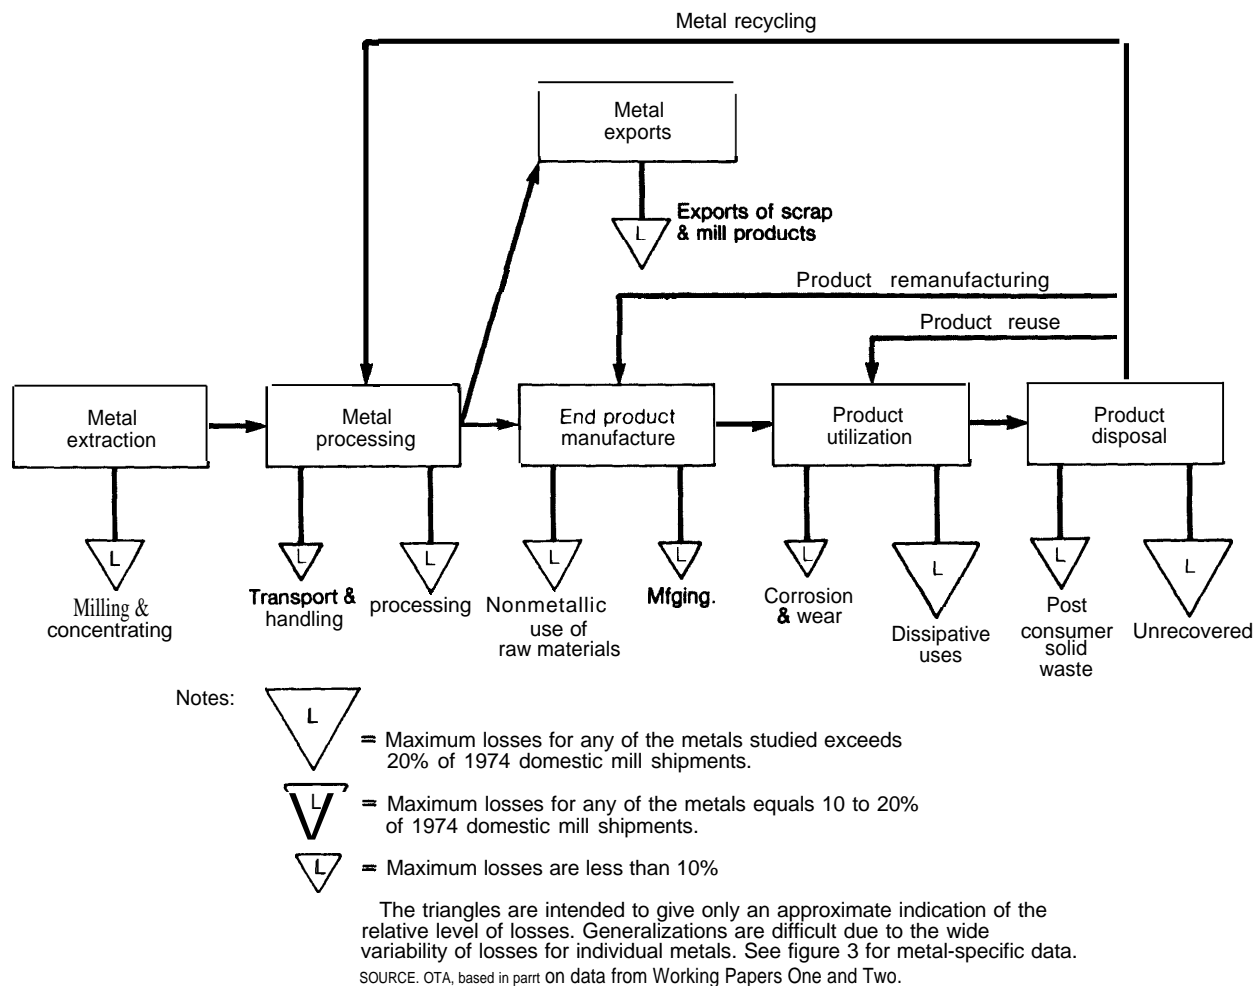 Metal recycling
Metal
exports
L
Exports of scrap
& mill products
Product remanufacturing
Product reuse
Metal
extraction
Metal
processing
End product
manufacture
Product
utilization
Product
disposal
L
Milling &
concentrating
L
Transport &
handling
L
processing
L
Nonmetallic
use of
raw materials
L
Mfging.
L
Corrosion
& wear
L
Dissipative
uses
L
Post
consumer
solid
waste
L
Unrecovered
Notes:
L
= Maximum losses for any of the metals studied exceeds
20% of 1974 domestic mill shipments.
L
= Maximum losses for any of the metals equals 10 to 20%
of 1974 domestic mill shipments.
L
= Maximum losses are less than 10%
The triangles are intended to give only an approximate indication of the
relative level of losses. Generalizations are difficult due to the wide
variability of losses for individual metals. See figure 3 for metal-specific data.
SOURCE. OTA, based in parrt on data from Working Papers One and Two.